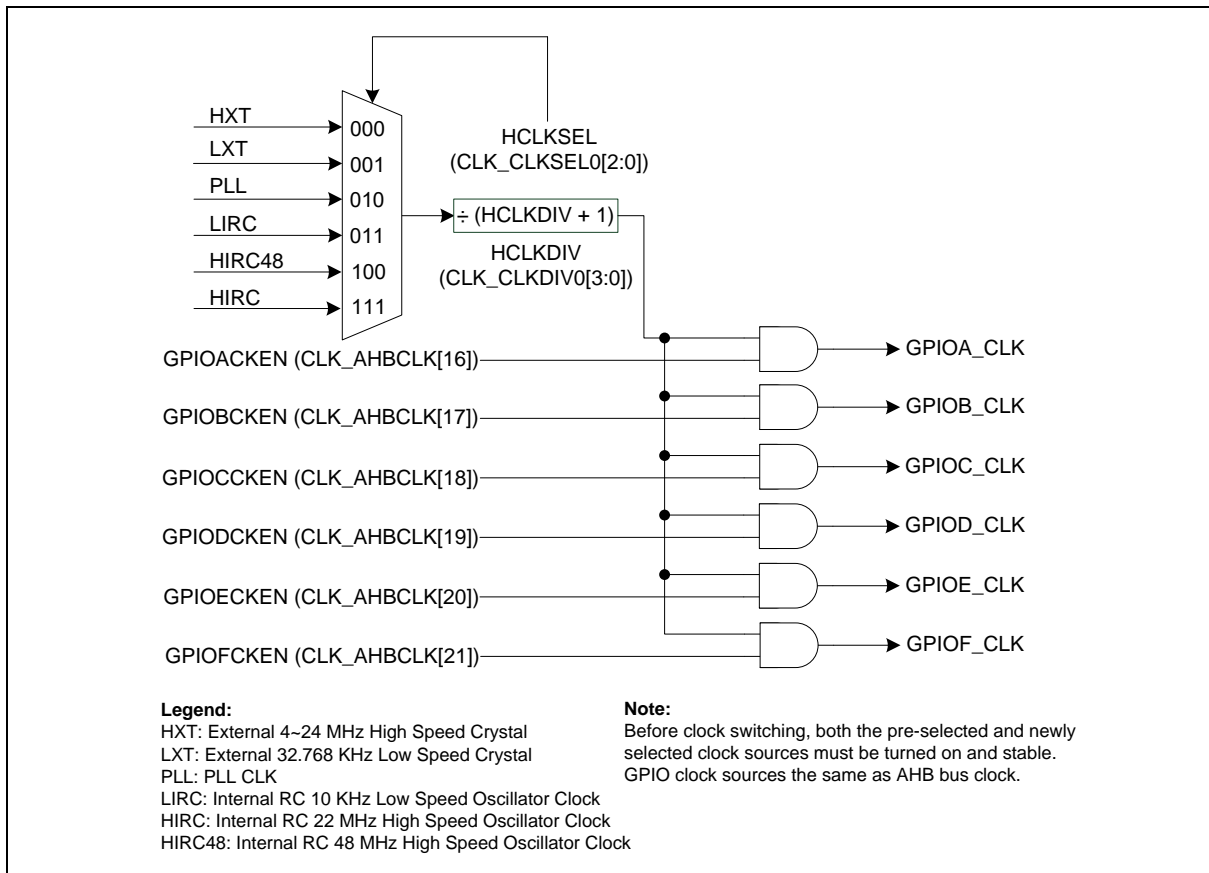 HXT
000
LXT
001
PLL
010
LIRC
011
HIRC48
100
HIRC
111
HCLKSEL
(CLK_CLKSEL0[2:0])
÷ (HCLKDIV + 1)
HCLKDIV
(CLK_CLKDIV0[3:0])
GPIOACKEN (CLK_AHBCLK[16])
GPIOA_CLK
GPIOBCKEN (CLK_AHBCLK[17])
GPIOB_CLK
GPIOCCKEN (CLK_AHBCLK[18])
GPIOC_CLK
GPIODCKEN (CLK_AHBCLK[19])
GPIOD_CLK
GPIOECKEN (CLK_AHBCLK[20])
GPIOE_CLK
GPIOFCKEN (CLK_AHBCLK[21])
GPIOF_CLK
Legend:
HXT: External 4~24 MHz High Speed Crystal
LXT: External 32.768 KHz Low Speed Crystal
PLL: PLL CLK
LIRC: Internal RC 10 KHz Low Speed Oscillator Clock
HIRC: Internal RC 22 MHz High Speed Oscillator Clock
HIRC48: Internal RC 48 MHz High Speed Oscillator Clock
Note:
Before clock switching, both the pre-selected and newly
selected clock sources must be turned on and stable.
GPIO clock sources the same as AHB bus clock.